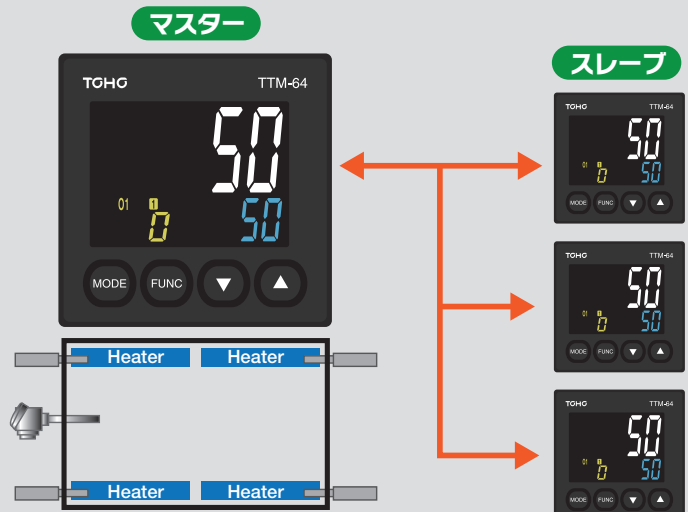 マスター
TOHO TTM-64
50
01 1 0 50
MODE FUNC ▼ ▲
Heater Heater
Heater Heater
スレーブ
TOHO TTM-64
50
01 1 0 50
MODE FUNC ▼ ▲
TOHO TTM-64
50
01 1 0 50
MODE FUNC ▼ ▲
TOHO TTM-64
50
01 1 0 50
MODE FUNC ▼ ▲